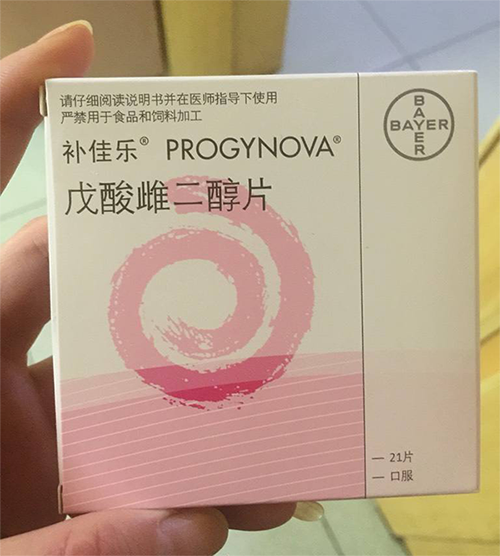 请仔细阅读说明书并在医师指导下使用
严禁用于食品和饲料加工
补佳乐® PROGYNOVA®
戊酸雌二醇片
BAYER
BAYER
— 21片
— 口服